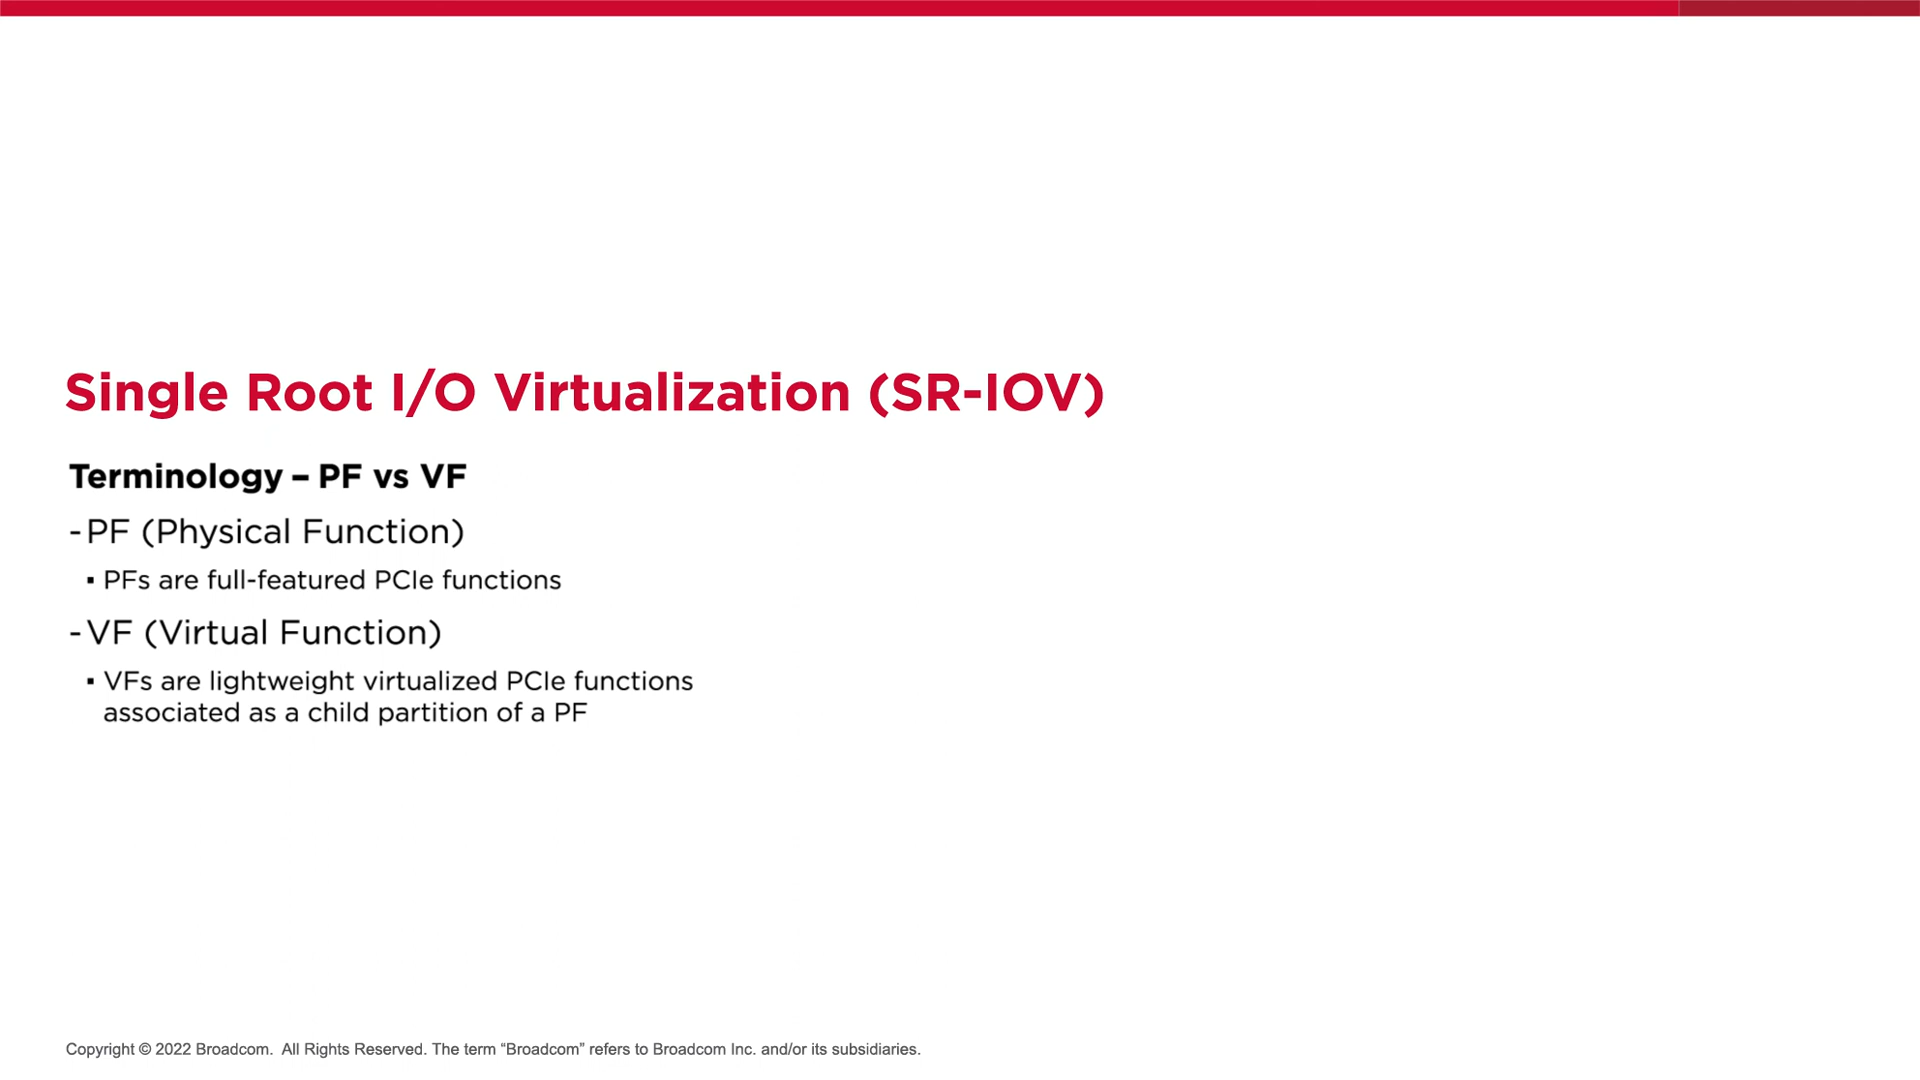 Single Root I/O Virtualization (SR-IOV)
Terminology – PF vs VF
- PF (Physical Function)
▪ PFs are full-featured PCIe functions
- VF (Virtual Function)
▪ VFs are lightweight virtualized PCIe functions
associated as a child partition of a PF
Copyright © 2022 Broadcom.  All Rights Reserved. The term “Broadcom” refers to Broadcom Inc. and/or its subsidiaries.